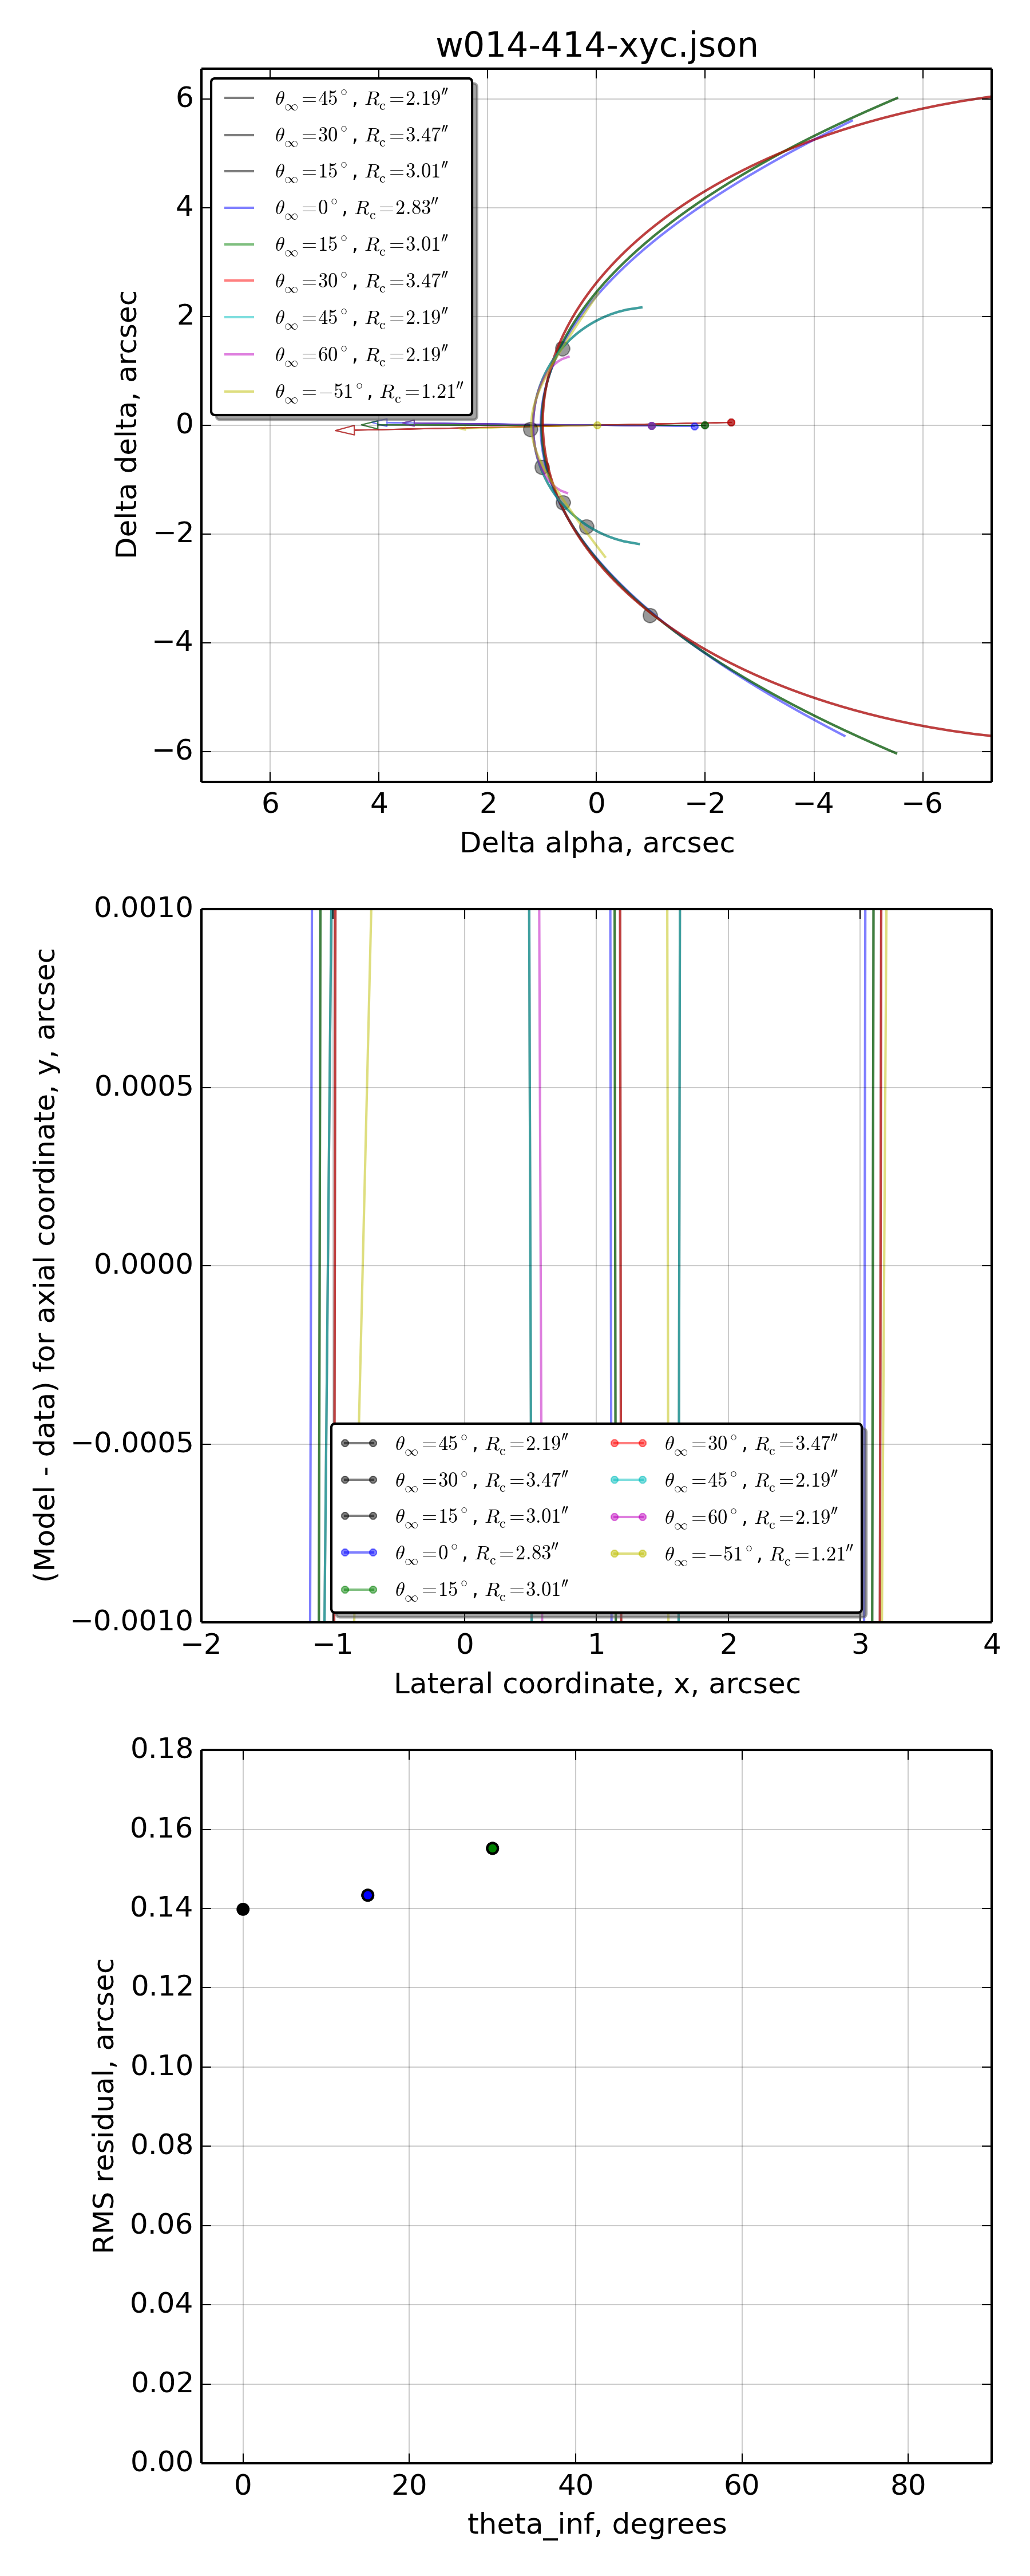 w014-414-xyc.json
θ∞=45°, Rc=2.19″
θ∞=30°, Rc=3.47″
θ∞=15°, Rc=3.01″
θ∞=0°, Rc=2.83″
θ∞=15°, Rc=3.01″
θ∞=30°, Rc=3.47″
θ∞=45°, Rc=2.19″
θ∞=60°, Rc=2.19″
θ∞=−51°, Rc=1.21″
6
4
2
0
−2
−4
−6
Delta delta, arcsec
6 4 2 0 −2 −4 −6
Delta alpha, arcsec
0.0010
0.0005
0.0000
−0.0005
−0.0010
(Model - data) for axial coordinate, y, arcsec
θ∞=45°, Rc=2.19″
θ∞=30°, Rc=3.47″
θ∞=15°, Rc=3.01″
θ∞=0°, Rc=2.83″
θ∞=15°, Rc=3.01″
θ∞=30°, Rc=3.47″
θ∞=45°, Rc=2.19″
θ∞=60°, Rc=2.19″
θ∞=−51°, Rc=1.21″
−2 −1 0 1 2 3 4
Lateral coordinate, x, arcsec
0.18
0.16
0.14
0.12
0.10
0.08
0.06
0.04
0.02
0.00
RMS residual, arcsec
0 20 40 60 80
theta_inf, degrees